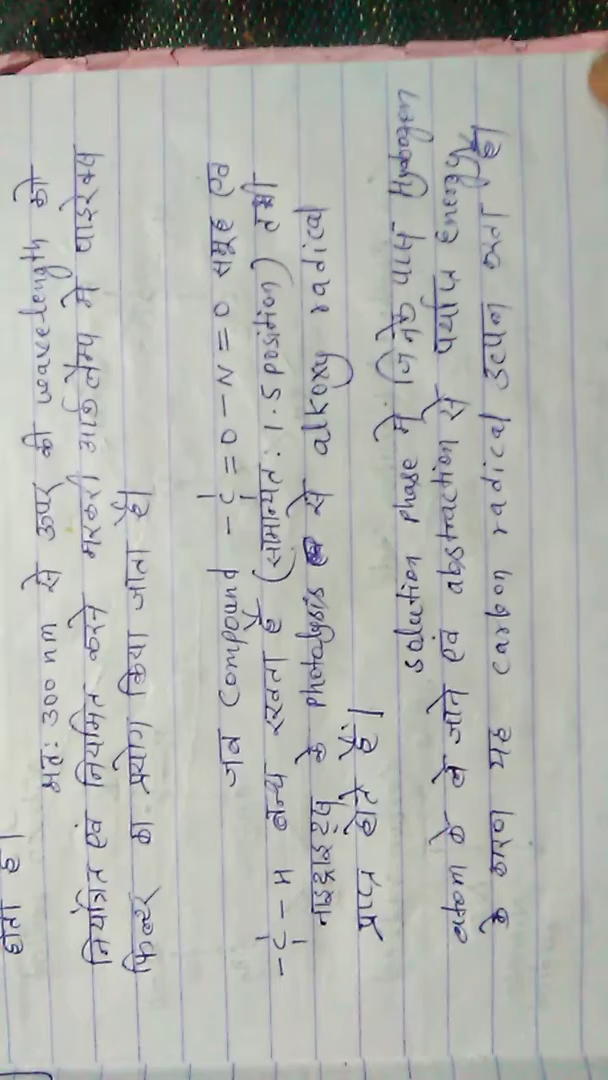 होता है।
अत: 300 nm से ऊपर की wavelength को
नियंत्रित एवं नियमित करने मरकरी आर्क लैम्प में पाइरेक्स
फिल्टर का प्रयोग किया जाता है।
जब Compound -C=O-N=O समूह एवं
-C-H बन्ध रखता है (सामान्यत: 1.5 position) तभी
नाइट्राइट्स के photalysis से alkoxy radical
प्राप्त होते हैं।
solution phase में निकट वाले Hydrogen
atom के ले जाने एवं abstraction से पर्याप्त Energy
के कारण यह carbon radical उत्पन्न करता है।